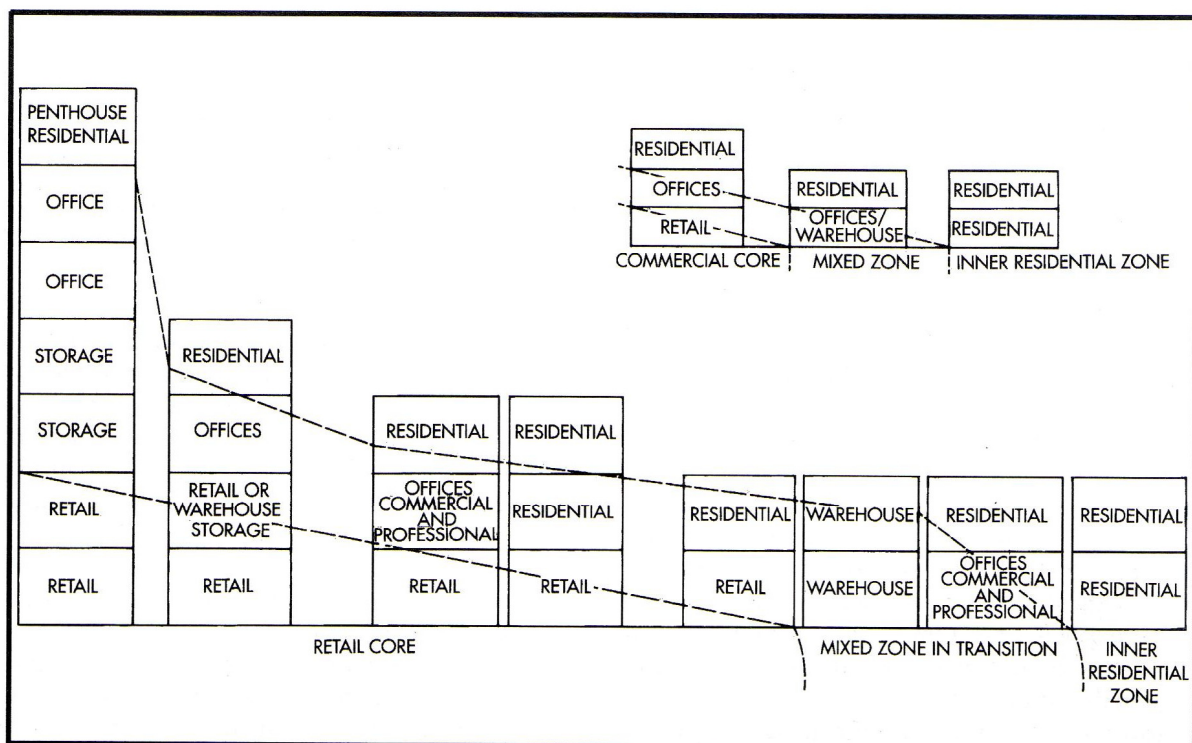 PENTHOUSE
RESIDENTIAL
OFFICE
OFFICE
STORAGE
STORAGE
RETAIL
RETAIL
RESIDENTIAL
OFFICES
RETAIL OR
WAREHOUSE
STORAGE
RETAIL
RESIDENTIAL
OFFICES
COMMERCIAL
AND
PROFESSIONAL
RETAIL
RESIDENTIAL
RESIDENTIAL
RETAIL
RESIDENTIAL
RETAIL
WAREHOUSE
WAREHOUSE
RESIDENTIAL
OFFICES
COMMERCIAL
AND
PROFESSIONAL
RESIDENTIAL
RESIDENTIAL
RETAIL CORE
MIXED ZONE IN TRANSITION
INNER
RESIDENTIAL
ZONE
RESIDENTIAL
OFFICES
RETAIL
RESIDENTIAL
OFFICES/
WAREHOUSE
RESIDENTIAL
RESIDENTIAL
COMMERCIAL CORE
MIXED ZONE
INNER RESIDENTIAL ZONE